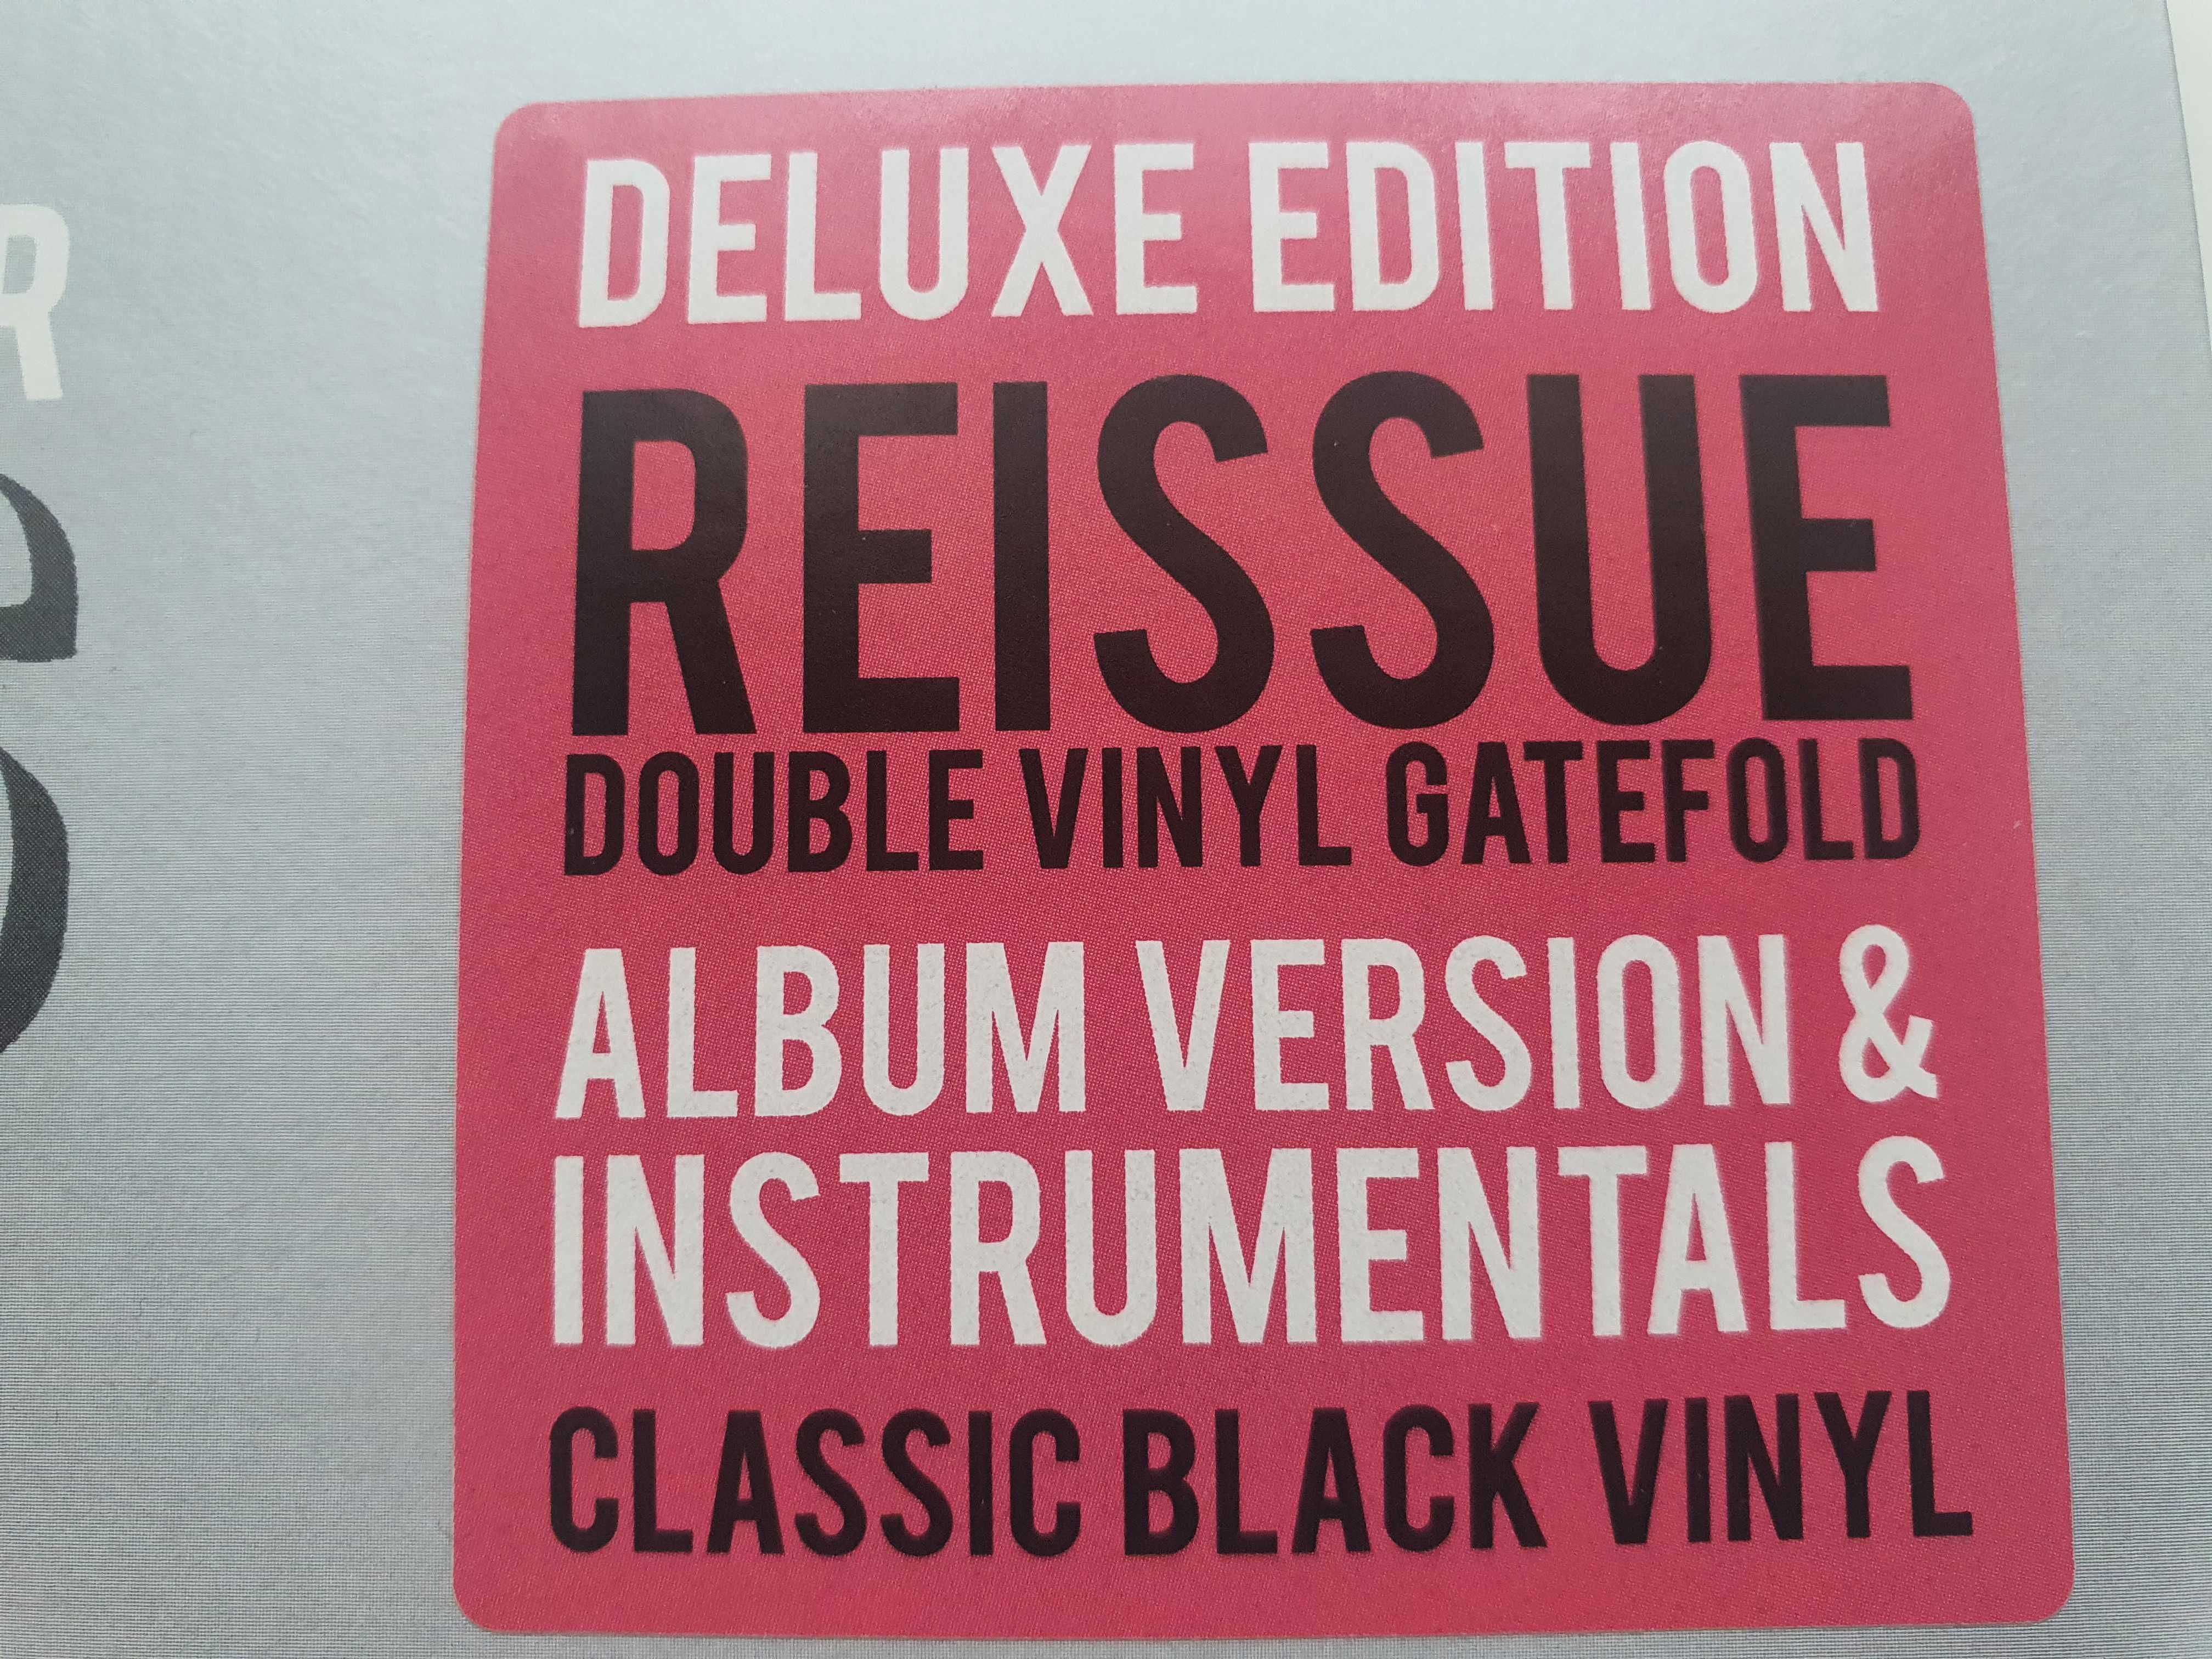 DELUXE EDITION
REISSUE
DOUBLE VINYL GATEFOLD
ALBUM VERSION &
INSTRUMENTALS
CLASSIC BLACK VINYL